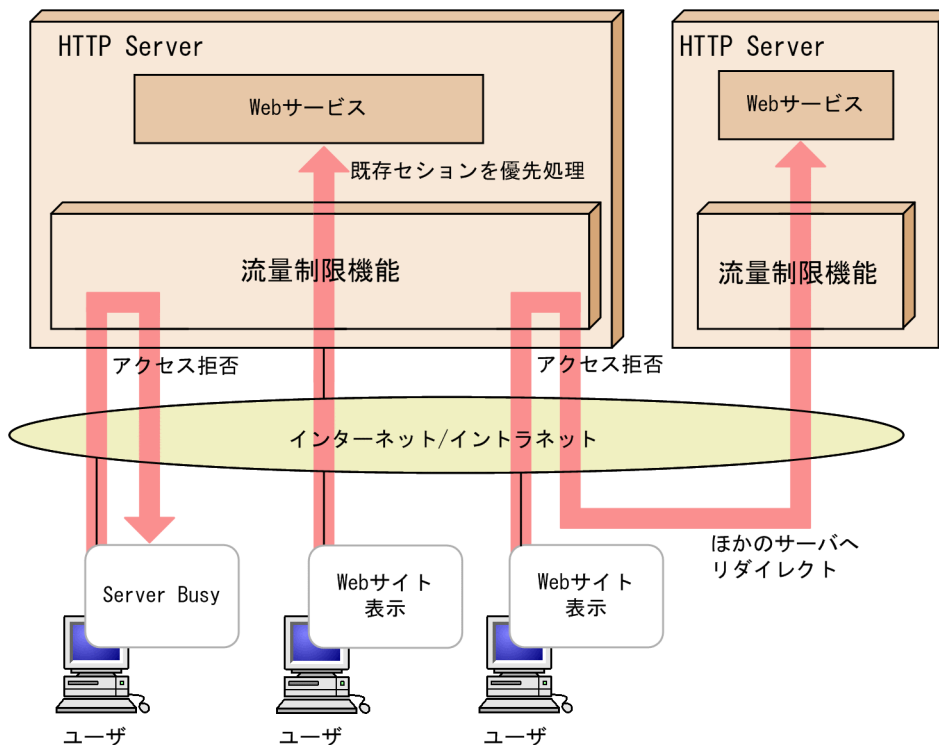 HTTP Server
HTTP Server
Webサービス
Webサービス
既存セションを優先処理
流量制限機能
流量制限機能
アクセス拒否
アクセス拒否
インターネット/イントラネット
ほかのサーバへ
リダイレクト
Server Busy
Webサイト
表示
Webサイト
表示
ユーザ
ユーザ
ユーザ